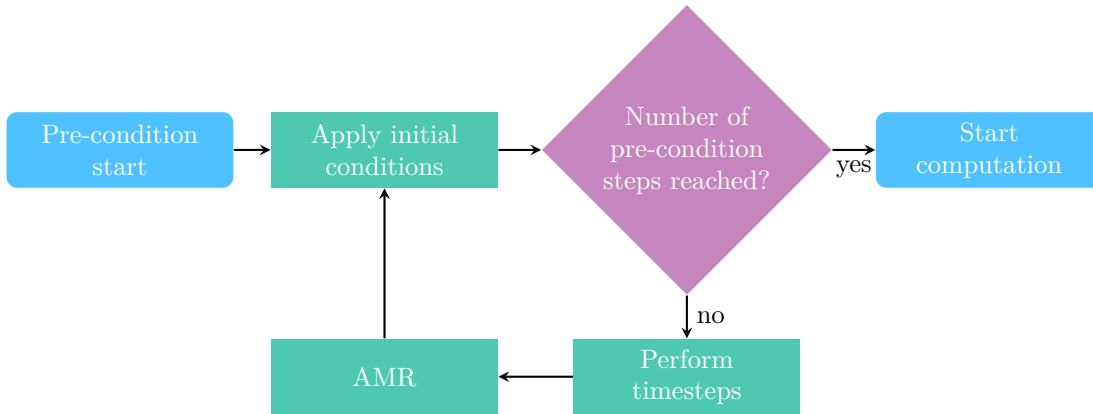 Pre-condition
start
Apply initial
conditions
Number of
pre-condition
steps reached?
yes
Start
computation
no
Perform
timesteps
AMR